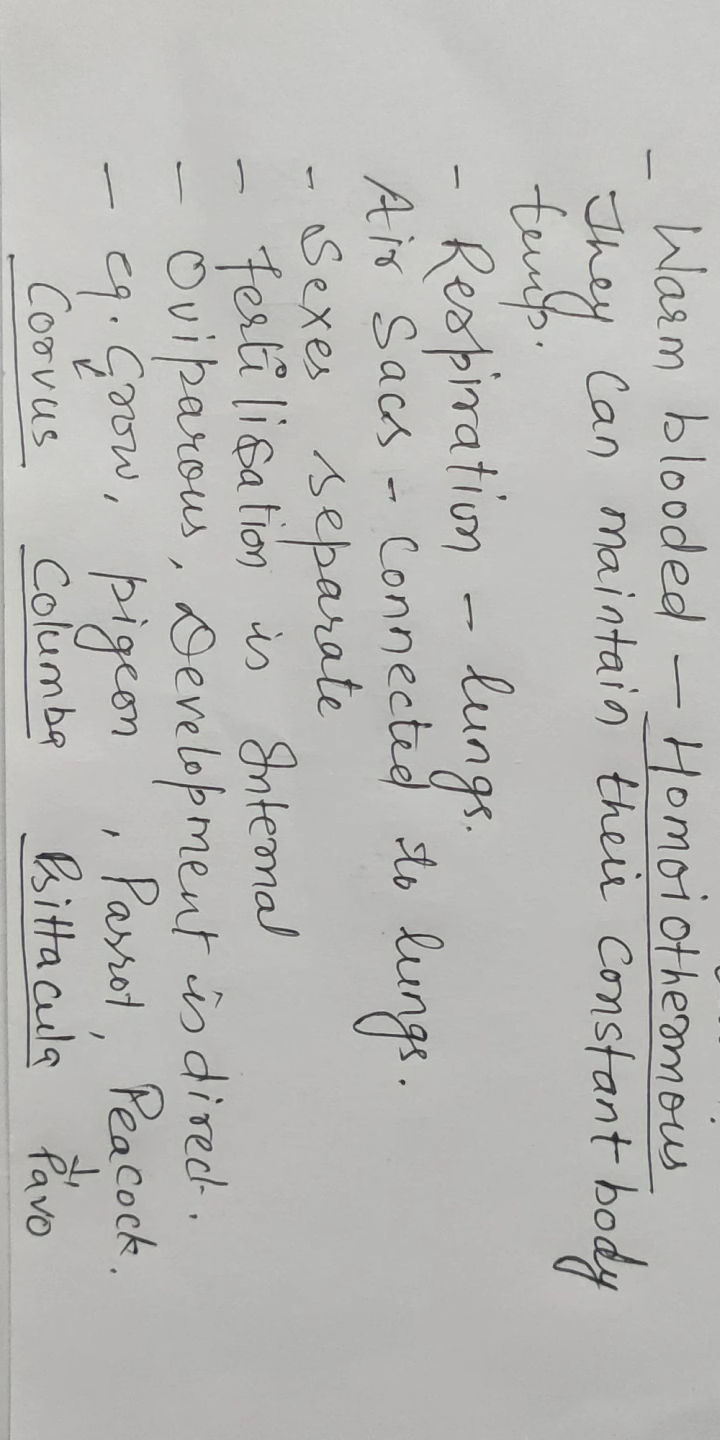 - Warm blooded - Homoiothermous
They can maintain their constant body
temp.
- Respiration - lungs.
Air Sacs - Connected to lungs.
- Sexes separate
- fertilisation is Internal
- Oviparous, Development is direct.
- eg. Crow, pigeon, Parrot, Peacock.
Corvus Columba Psittacula Pavo